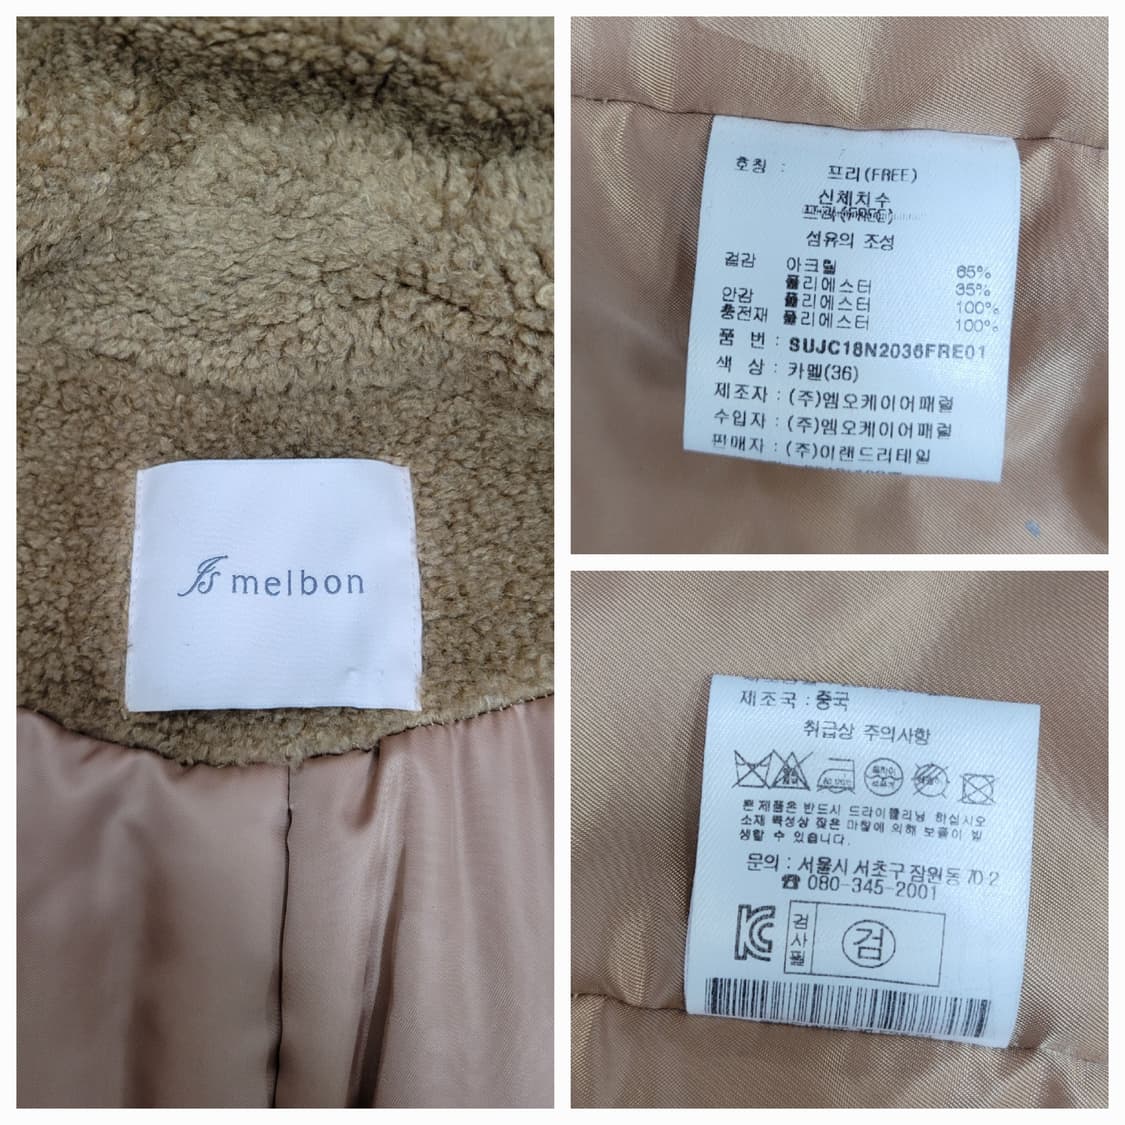 Js melbon
호칭 : 프리(FREE)
신체치수
프리(FREE)
섬유의 조성
겉감 아크릴 65%
폴리에스터 35%
안감 폴리에스터 100%
충전재 폴리에스터 100%
품 번 : SUJC18N2036FRE01
색 상 : 카멜(36)
제조자 : (주)엠오케이어패럴
수입자 : (주)엠오케이어패럴
판매자 : (주)이랜드리테일
제조국 : 중국
취급상 주의사항
본 제품은 반드시 드라이클리닝 하십시오
소재 특성상 잦은 마찰에 의해 보풀이 발
생할 수 있습니다.
문의 : 서울시 서초구 잠원동 70-2
☎ 080-345-2001
KC
검사필
검